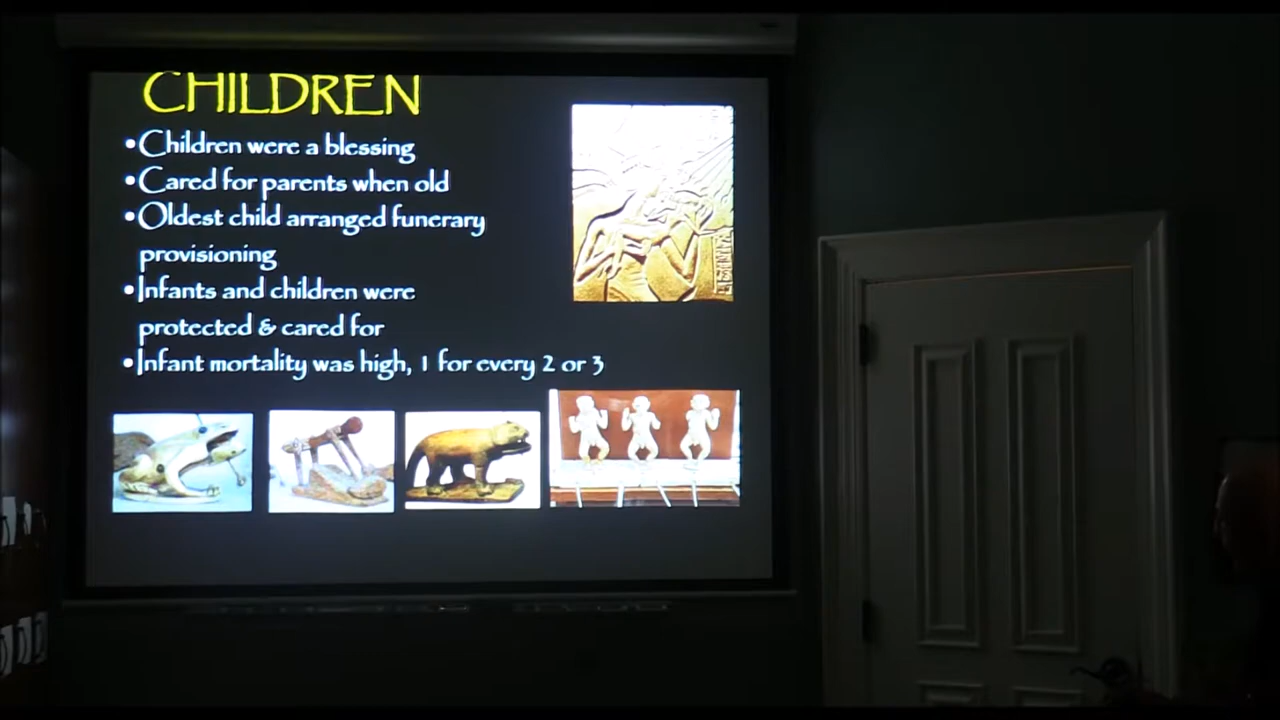 CHILDREN
•Children were a blessing
•Cared for parents when old
•Oldest child arranged funerary
provisioning
•Infants and children were
protected & cared for
•Infant mortality was high, 1 for every 2 or 3